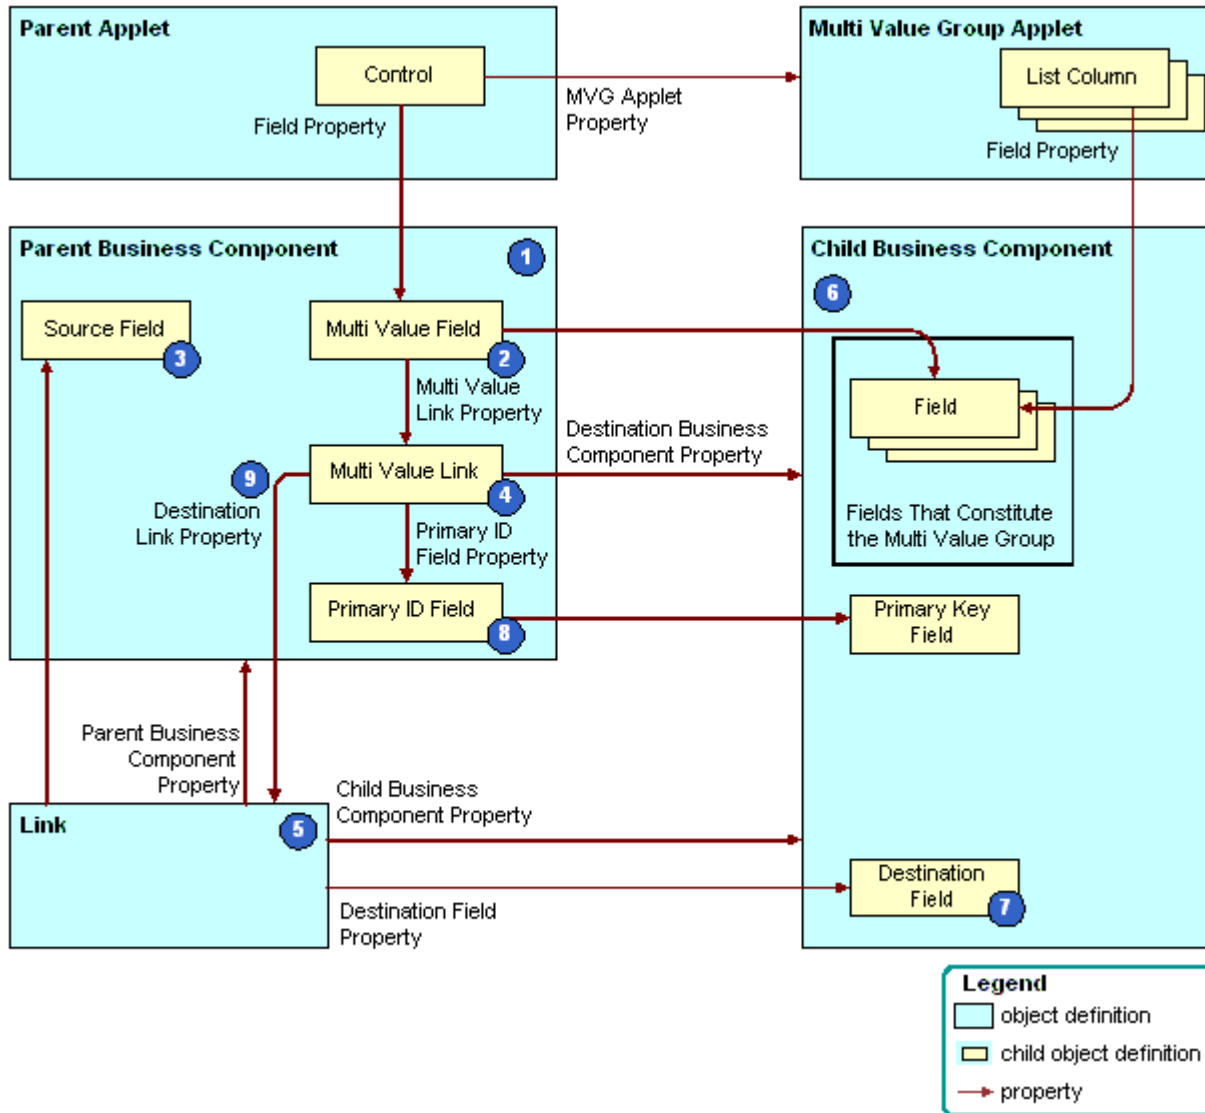 Parent Applet
Control
Field Property
MVG Applet
Property
Multi Value Group Applet
List Column
Field Property
Parent Business Component
1
Source Field
3
Multi Value Field
2
Multi Value
Link Property
Multi Value Link
4
9
Destination
Link Property
Primary ID
Field Property
Primary ID Field
8
Destination Business
Component Property
Child Business Component
6
Field
Fields That Constitute
the Multi Value Group
Primary Key
Field
Destination
Field
7
Parent Business
Component
Property
Link
5
Child Business
Component Property
Destination Field
Property
Legend
object definition
child object definition
property